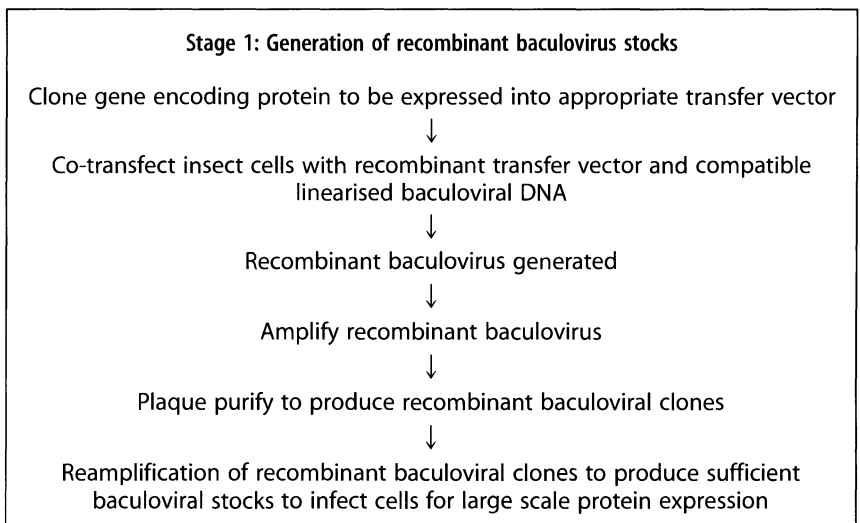 Stage 1: Generation of recombinant baculovirus stocks
Clone gene encoding protein to be expressed into appropriate transfer vector
↓
Co-transfect insect cells with recombinant transfer vector and compatible
linearised baculoviral DNA
↓
Recombinant baculovirus generated
↓
Amplify recombinant baculovirus
↓
Plaque purify to produce recombinant baculoviral clones
↓
Reamplification of recombinant baculoviral clones to produce sufficient
baculoviral stocks to infect cells for large scale protein expression